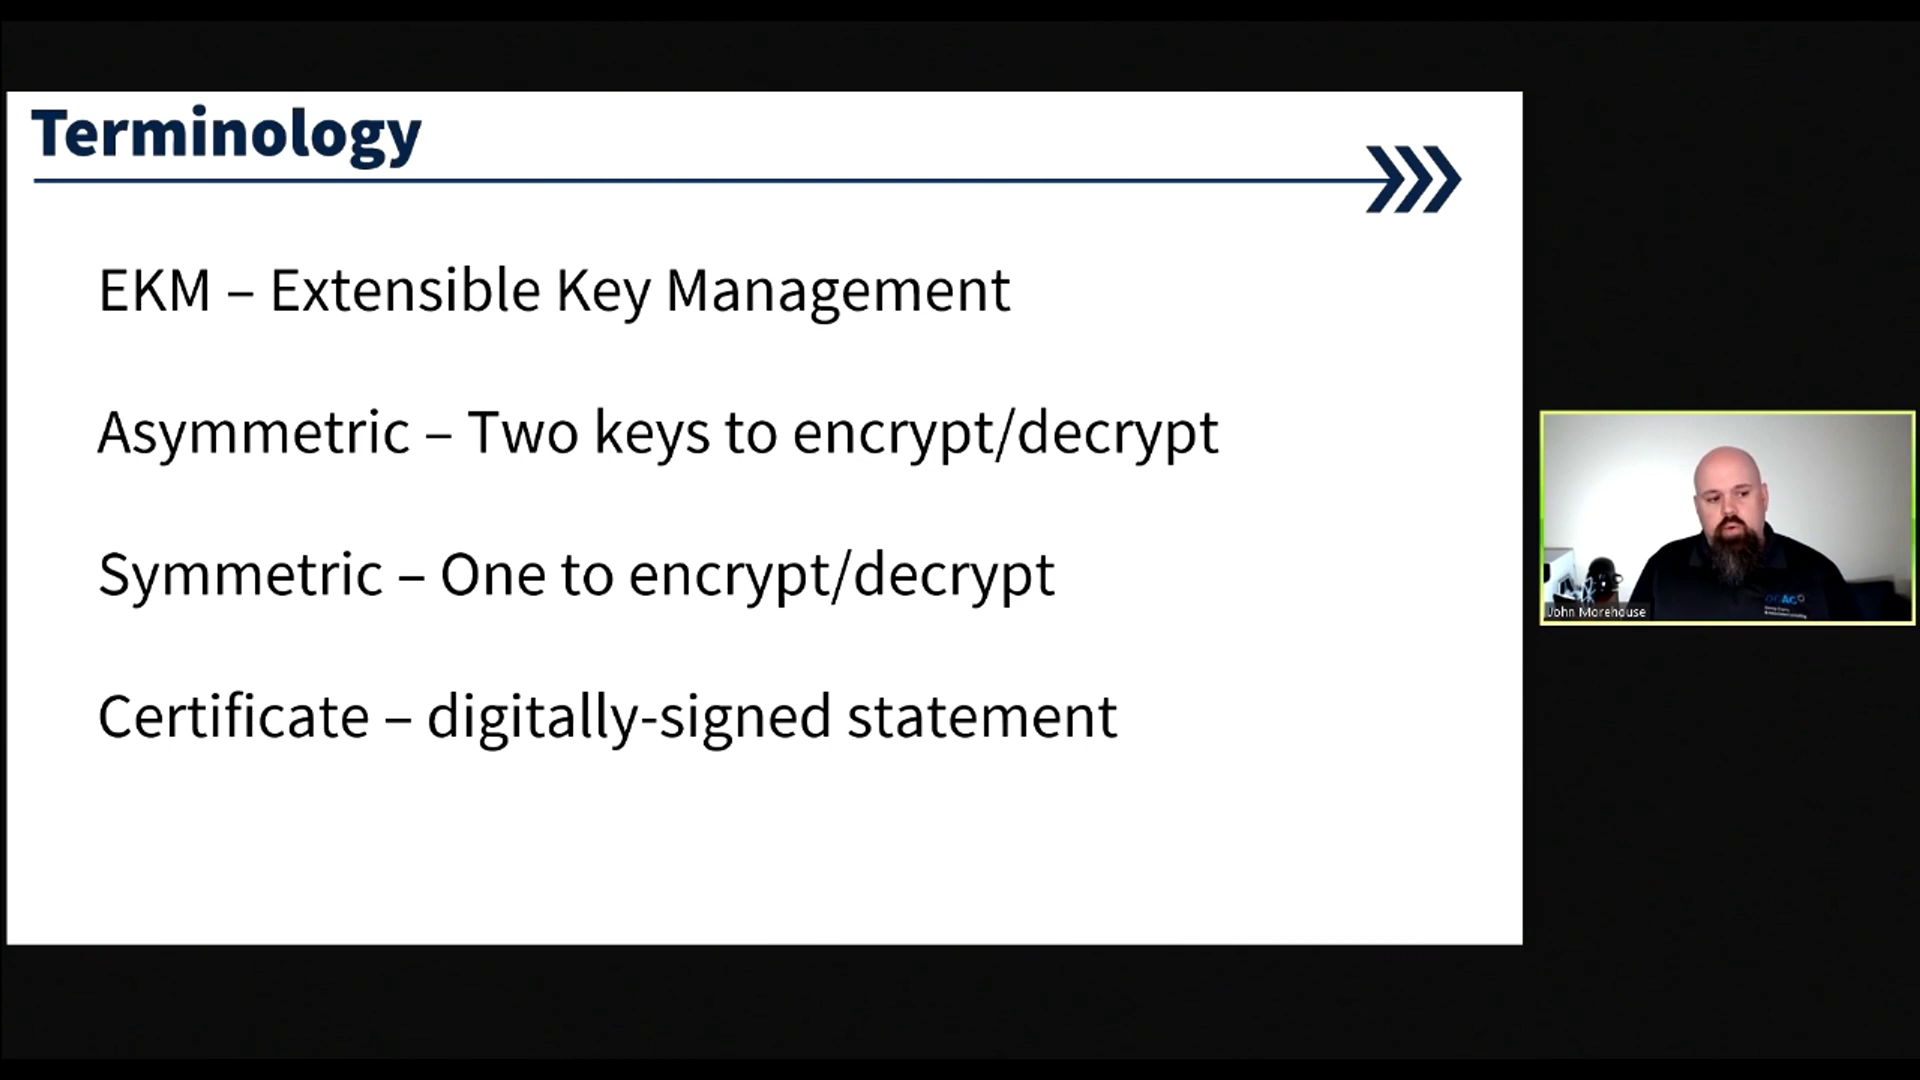 Terminology
EKM – Extensible Key Management
Asymmetric – Two keys to encrypt/decrypt
Symmetric – One to encrypt/decrypt
Certificate – digitally-signed statement
John Morehouse